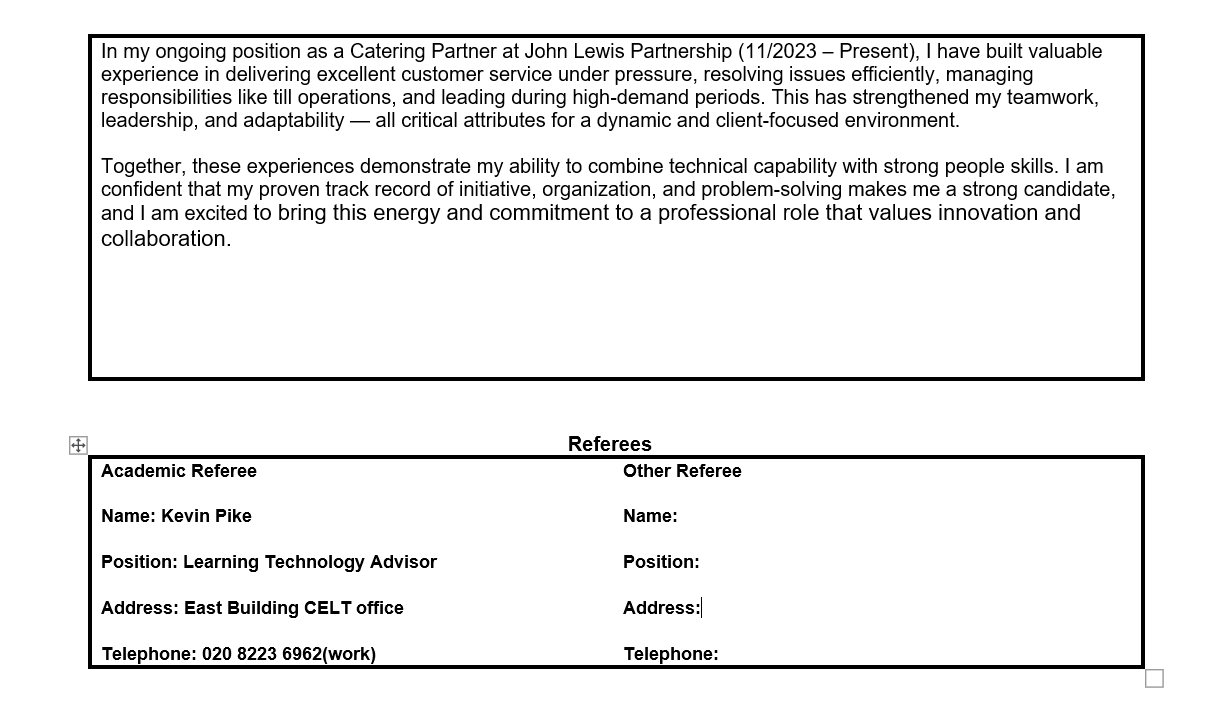 In my ongoing position as a Catering Partner at John Lewis Partnership (11/2023 – Present), I have built valuable
experience in delivering excellent customer service under pressure, resolving issues efficiently, managing
responsibilities like till operations, and leading during high-demand periods. This has strengthened my teamwork,
leadership, and adaptability — all critical attributes for a dynamic and client-focused environment.
Together, these experiences demonstrate my ability to combine technical capability with strong people skills. I am
confident that my proven track record of initiative, organization, and problem-solving makes me a strong candidate,
and I am excited to bring this energy and commitment to a professional role that values innovation and
collaboration.
Referees
Academic Referee
Name: Kevin Pike
Position: Learning Technology Advisor
Address: East Building CELT office
Telephone: 020 8223 6962(work)
Other Referee
Name:
Position:
Address:
Telephone: